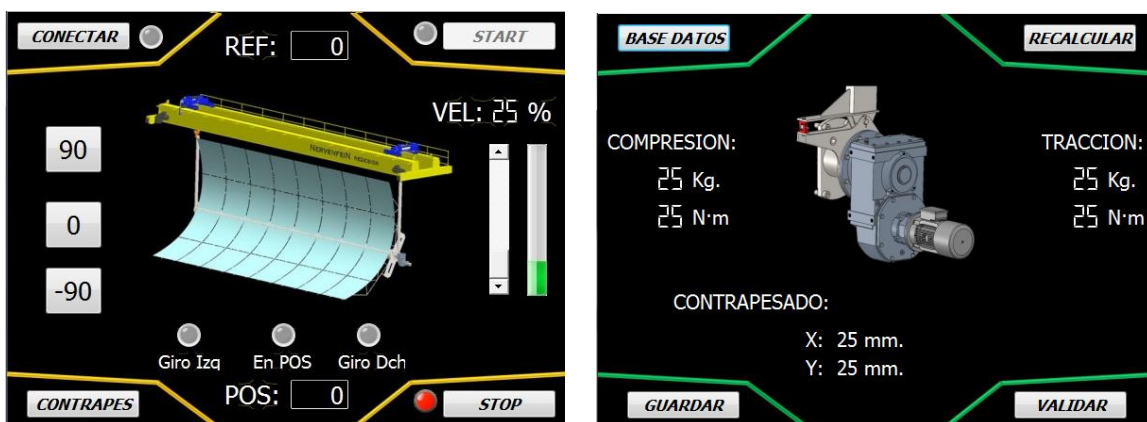 CONECTAR
REF: 0
START
VEL: 25 %
NERVENFEIN
90
0
-90
Giro Izq
En POS
Giro Dch
CONTRAPES
POS: 0
STOP
BASE DATOS
RECALCULAR
COMPRESION:
25 Kg.
25 N·m
TRACCION:
25 Kg.
25 N·m
CONTRAPESADO:
X: 25 mm.
Y: 25 mm.
GUARDAR
VALIDAR